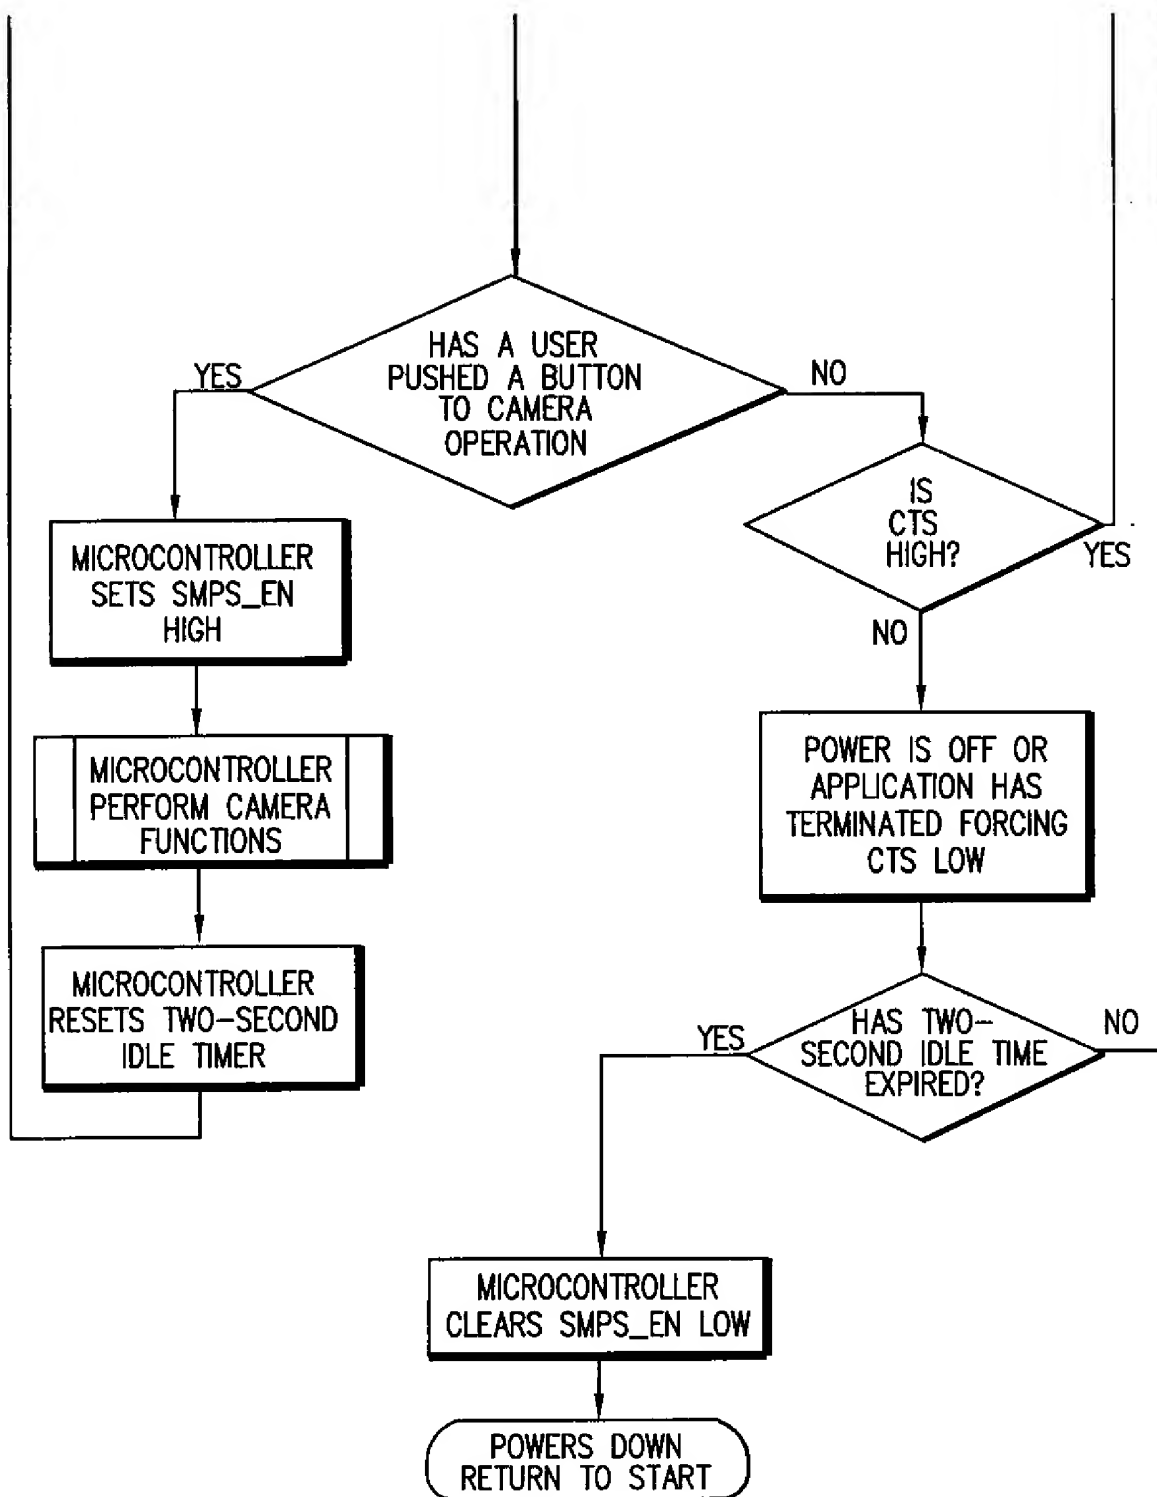 HAS A USER
PUSHED A BUTTON
TO CAMERA
OPERATION
YES
NO
MICROCONTROLLER
SETS SMPS_EN
HIGH
IS
CTS
HIGH?
YES
NO
MICROCONTROLLER
PERFORM CAMERA
FUNCTIONS
POWER IS OFF OR
APPLICATION HAS
TERMINATED FORCING
CTS LOW
MICROCONTROLLER
RESETS TWO-SECOND
IDLE TIMER
HAS TWO-
SECOND IDLE TIME
EXPIRED?
YES
NO
MICROCONTROLLER
CLEARS SMPS_EN LOW
POWERS DOWN
RETURN TO START